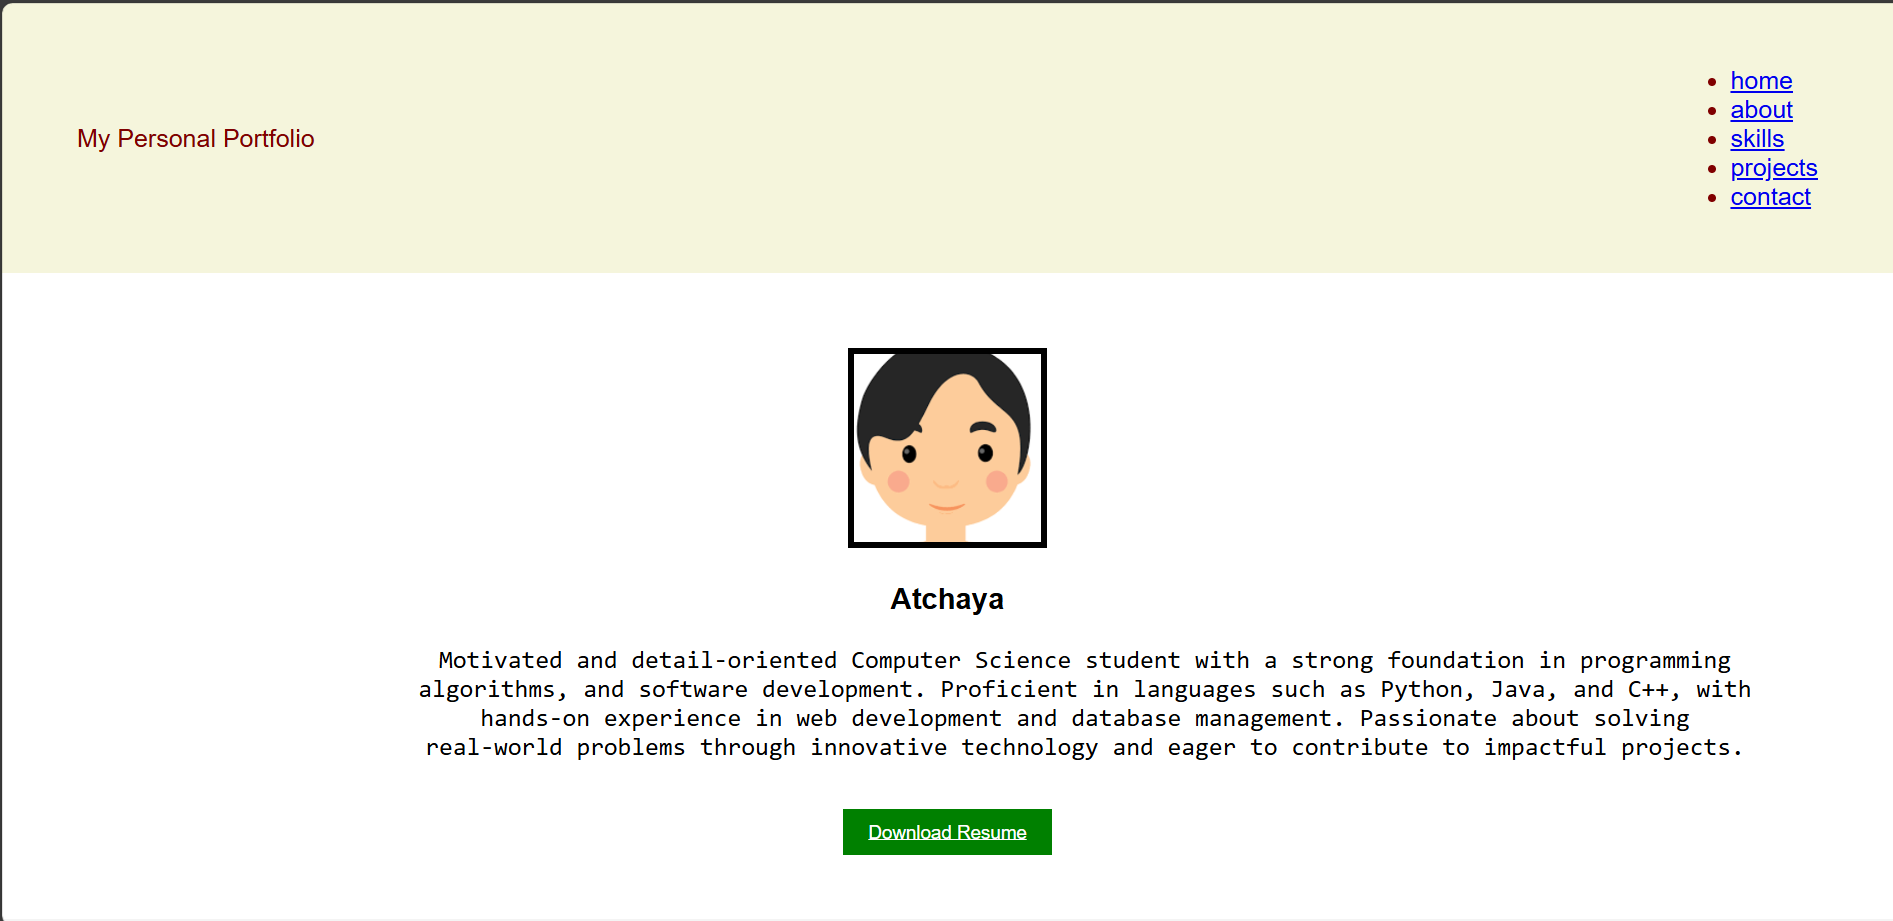 My Personal Portfolio
home
about
skills
projects
contact
Atchaya
Motivated and detail-oriented Computer Science student with a strong foundation in programming
algorithms, and software development. Proficient in languages such as Python, Java, and C++, with
hands-on experience in web development and database management. Passionate about solving
real-world problems through innovative technology and eager to contribute to impactful projects.
Download Resume